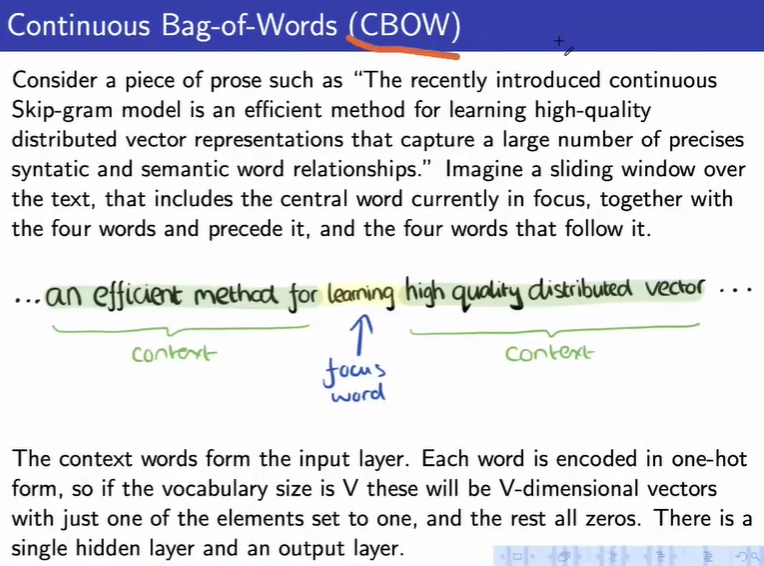 Continuous Bag-of-Words (CBOW)
Consider a piece of prose such as “The recently introduced continuous
Skip-gram model is an efficient method for learning high-quality
distributed vector representations that capture a large number of precises
syntatic and semantic word relationships.” Imagine a sliding window over
the text, that includes the central word currently in focus, together with
the four words and precede it, and the four words that follow it.
...an efficient method for learning high quality distributed vector ...
context
context
focus
word
The context words form the input layer. Each word is encoded in one-hot
form, so if the vocabulary size is V these will be V-dimensional vectors
with just one of the elements set to one, and the rest all zeros. There is a
single hidden layer and an output layer.